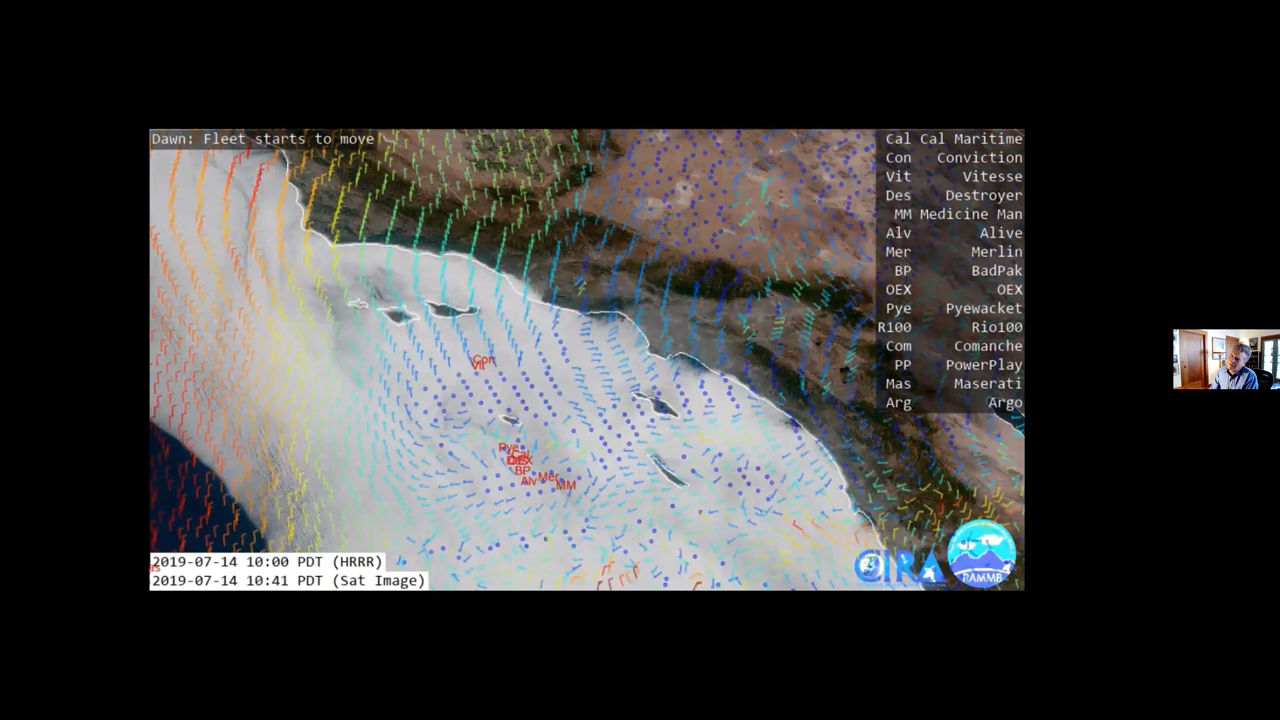 Dawn: Fleet starts to move
Cal Cal Maritime
Con Conviction
Vit Vitesse
Des Destroyer
MM Medicine Man
Alv Alive
Mer Merlin
BP BadPak
OEX OEX
Pye Pyewacket
R100 Rio100
Com Comanche
PP PowerPlay
Mas Maserati
Arg Argo
Con
Vit
Pye
Cal
OEX
BP
Alv Mer MM
2019-07-14 10:00 PDT (HRRR)
2019-07-14 10:41 PDT (Sat Image)
CIRA
RAMMB